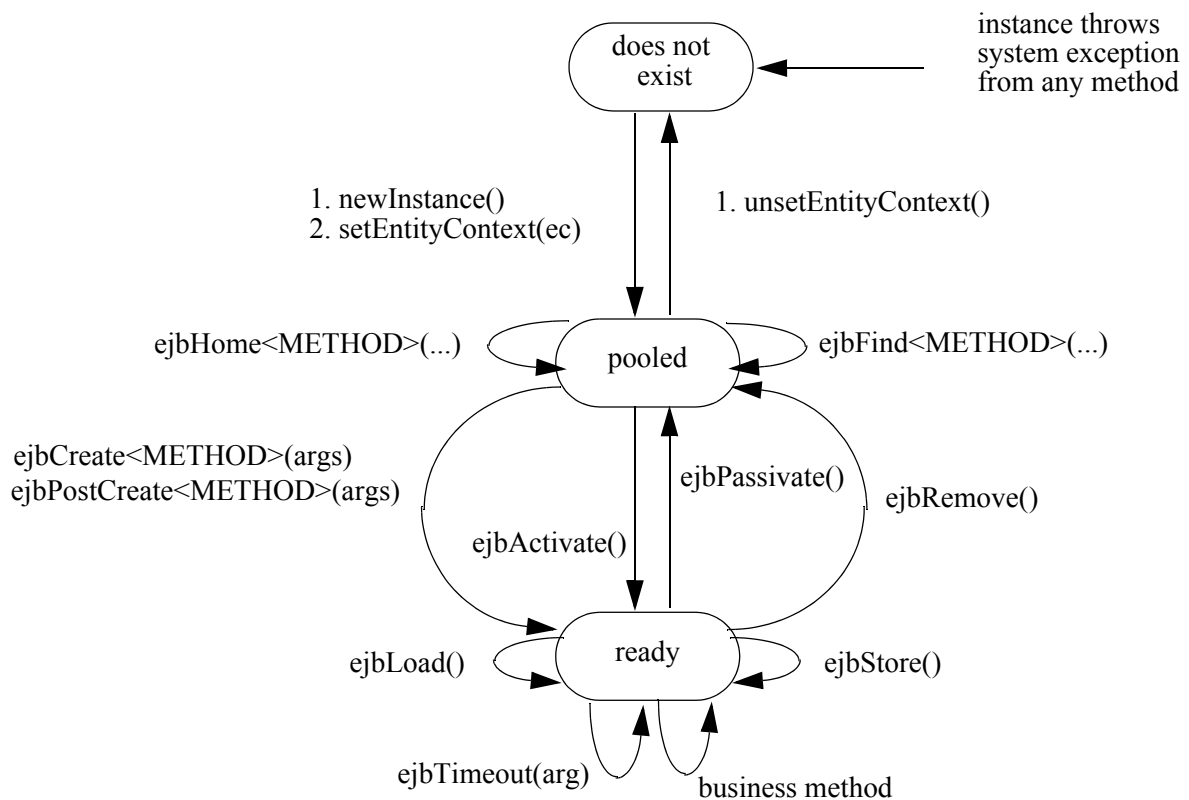 does not
exist
instance throws
system exception
from any method
1. newInstance()
2. setEntityContext(ec)
1. unsetEntityContext()
ejbHome<METHOD>(...)
pooled
ejbFind<METHOD>(...)
ejbCreate<METHOD>(args)
ejbPostCreate<METHOD>(args)
ejbPassivate()
ejbRemove()
ejbActivate()
ejbLoad()
ready
ejbStore()
ejbTimeout(arg)
business method